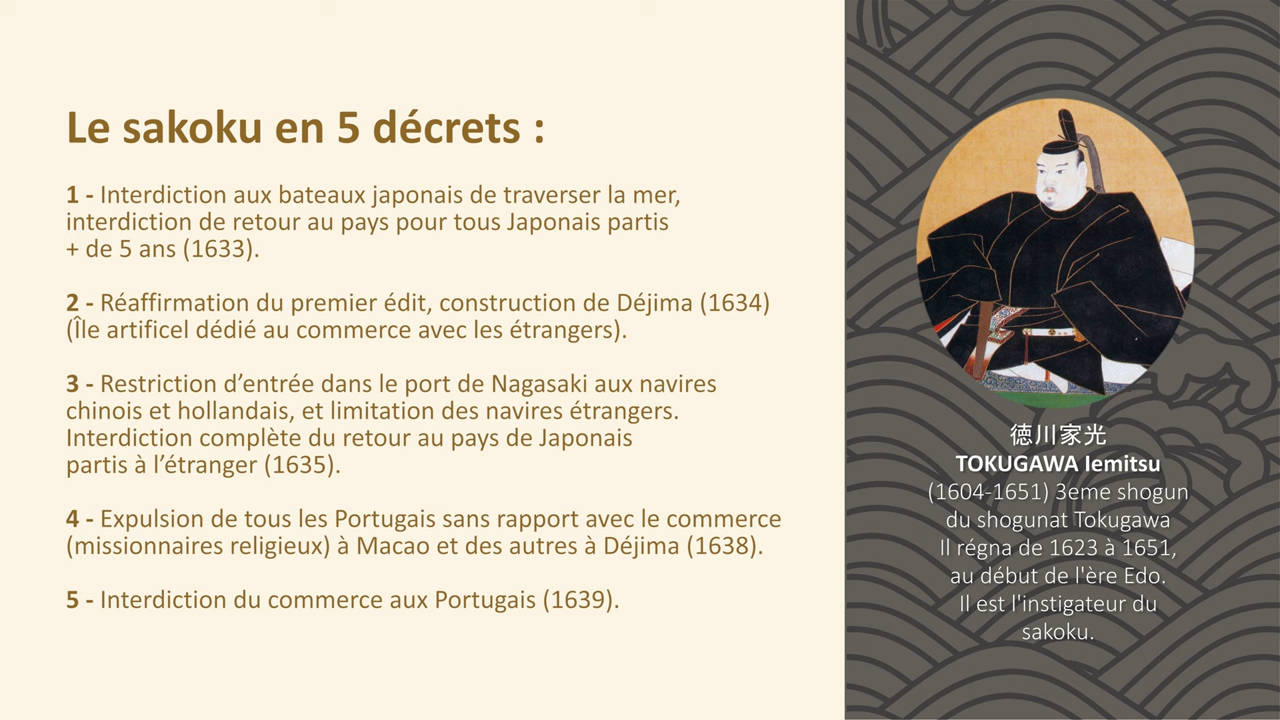 Le sakoku en 5 décrets :
1 - Interdiction aux bateaux japonais de traverser la mer,
interdiction de retour au pays pour tous Japonais partis
+ de 5 ans (1633).
2 - Réaffirmation du premier édit, construction de Déjima (1634)
(Île artificel dédié au commerce avec les étrangers).
3 - Restriction d’entrée dans le port de Nagasaki aux navires
chinois et hollandais, et limitation des navires étrangers.
Interdiction complète du retour au pays de Japonais
partis à l’étranger (1635).
4 - Expulsion de tous les Portugais sans rapport avec le commerce
(missionnaires religieux) à Macao et des autres à Déjima (1638).
5 - Interdiction du commerce aux Portugais (1639).
徳川家光
TOKUGAWA Iemitsu
(1604-1651) 3eme shogun
du shogunat Tokugawa
Il régna de 1623 à 1651,
au début de l'ère Edo.
Il est l'instigateur du
sakoku.